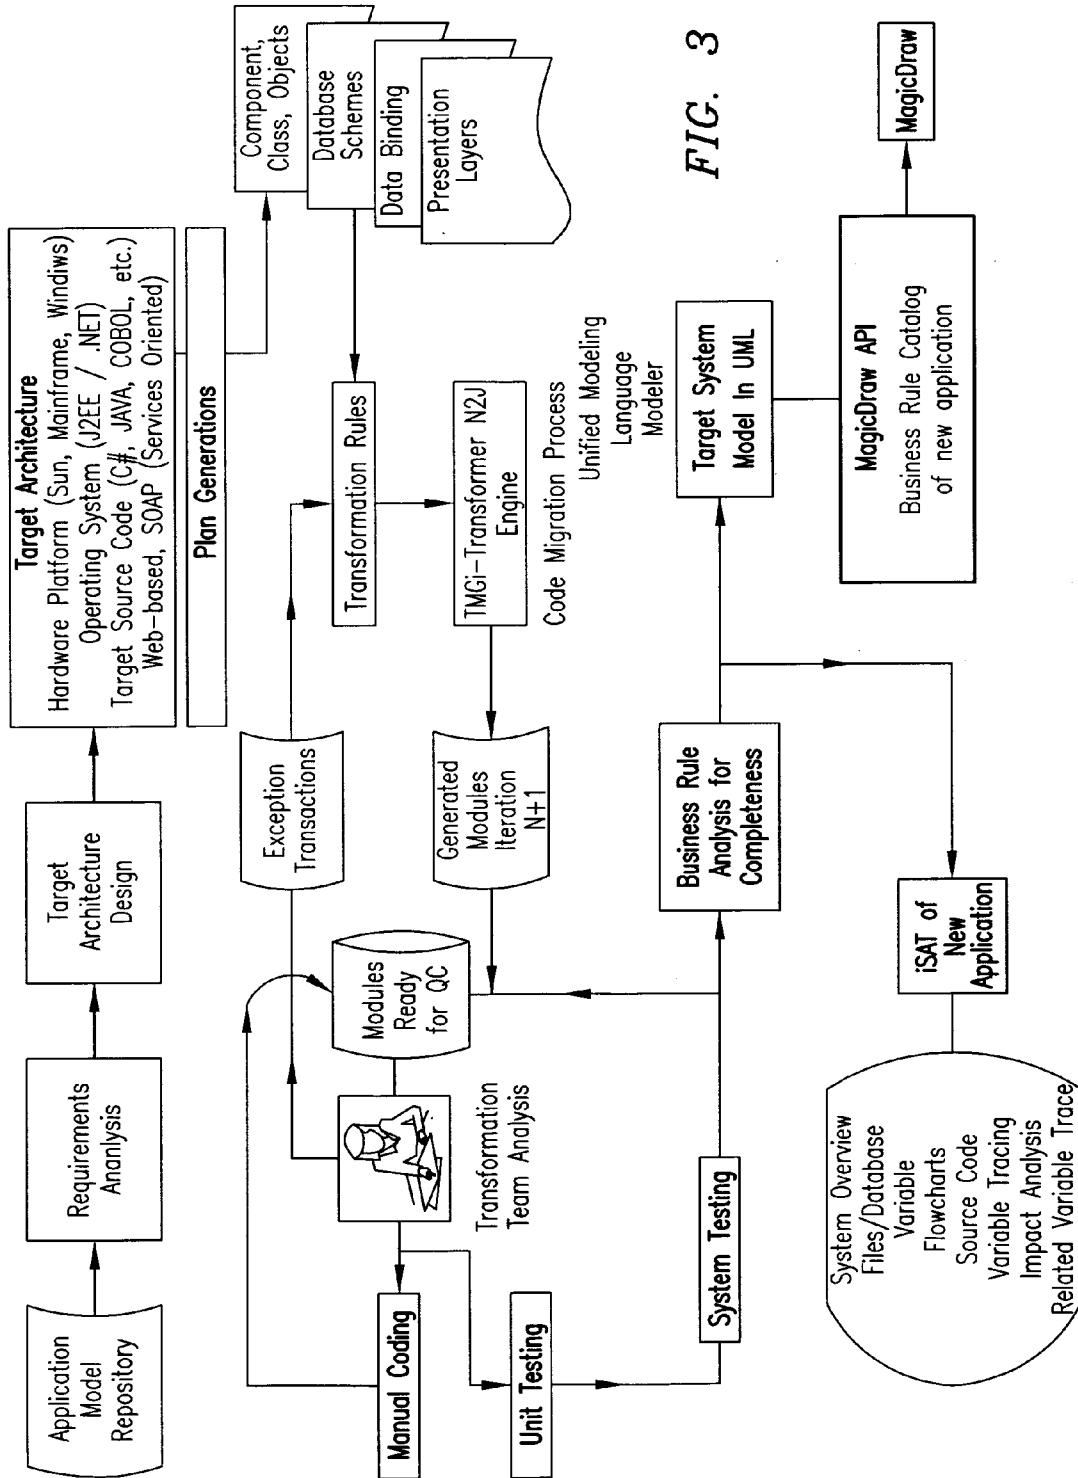 Application
Model
Repository
Requirements
Ananlysis
Target
Architecture
Design
Target Architecture
Hardware Platform (Sun, Mainframe, Windiws)
Operating System (J2EE / .NET)
Target Source Code (C#, JAVA, COBOL, etc.)
Web-based, SOAP (Services Oriented)
Plan Generations
Component,
Class, Objects
Database
Schemes
Data Binding
Presentation
Layers
Exception
Transactions
Transformation Rules
TMGi-Transformer N2J
Engine
Code Migration Process
Generated
Modules
Iteration
N+1
Modules
Ready
for QC
Transformation
Team Analysis
Manual Coding
Unit Testing
System Testing
Business Rule
Analysis for
Completeness
Unified Modeling
Language
Modeler
Target System
Model In UML
MagicDraw API
Business Rule Catalog
of new application
MagicDraw
iSAT of
New
Application
System Overview
Files/Database
Variable
Flowcharts
Source Code
Variable Tracing
Impact Analysis
Related Variable Trace
FIG. 3